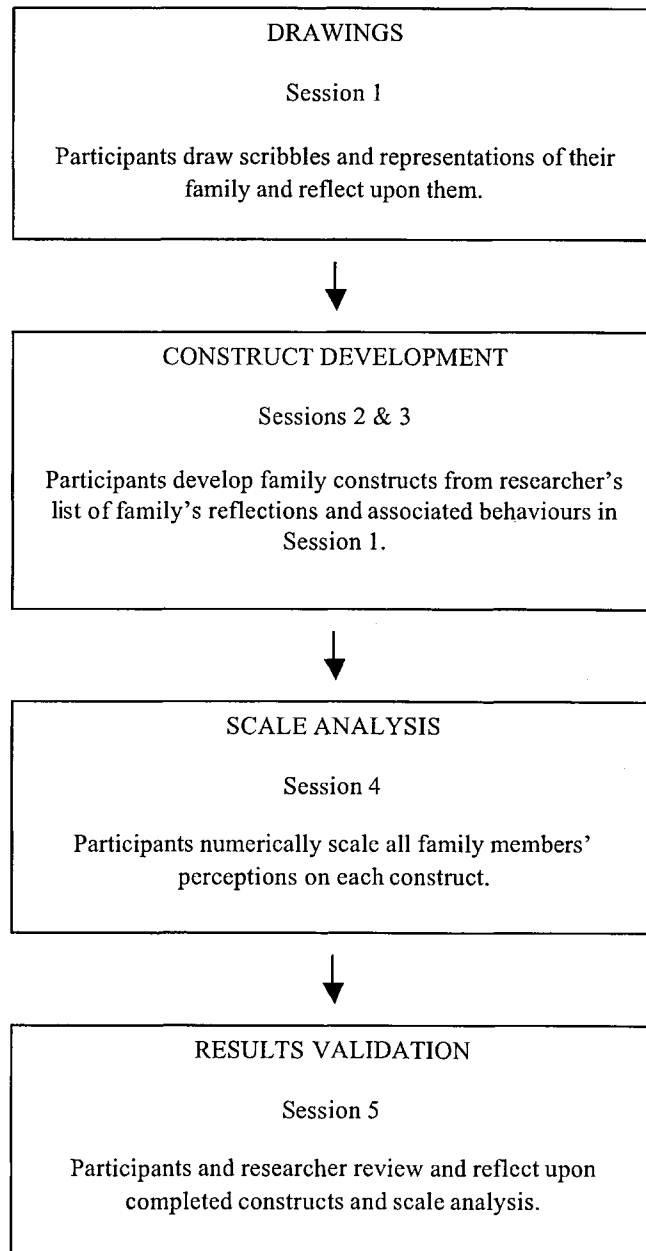 DRAWINGS
Session 1
Participants draw scribbles and representations of their
family and reflect upon them.
CONSTRUCT DEVELOPMENT
Sessions 2 & 3
Participants develop family constructs from researcher's
list of family's reflections and associated behaviours in
Session 1.
SCALE ANALYSIS
Session 4
Participants numerically scale all family members'
perceptions on each construct.
RESULTS VALIDATION
Session 5
Participants and researcher review and reflect upon
completed constructs and scale analysis.